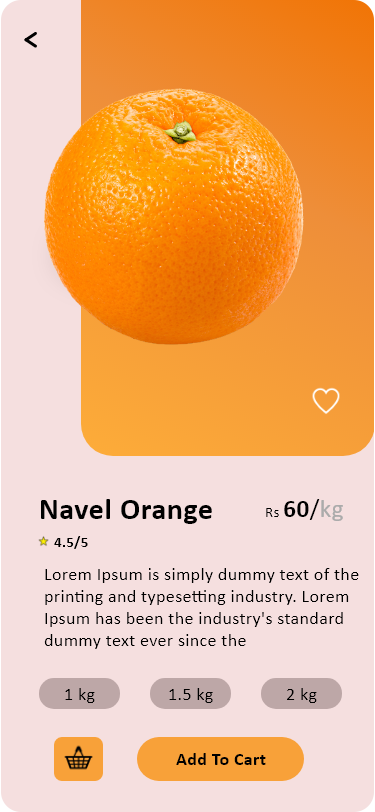 <
Navel Orange
Rs 60/kg
4.5/5
Lorem Ipsum is simply dummy text of the
printing and typesetting industry. Lorem
Ipsum has been the industry's standard
dummy text ever since the
1 kg
1.5 kg
2 kg
Add To Cart